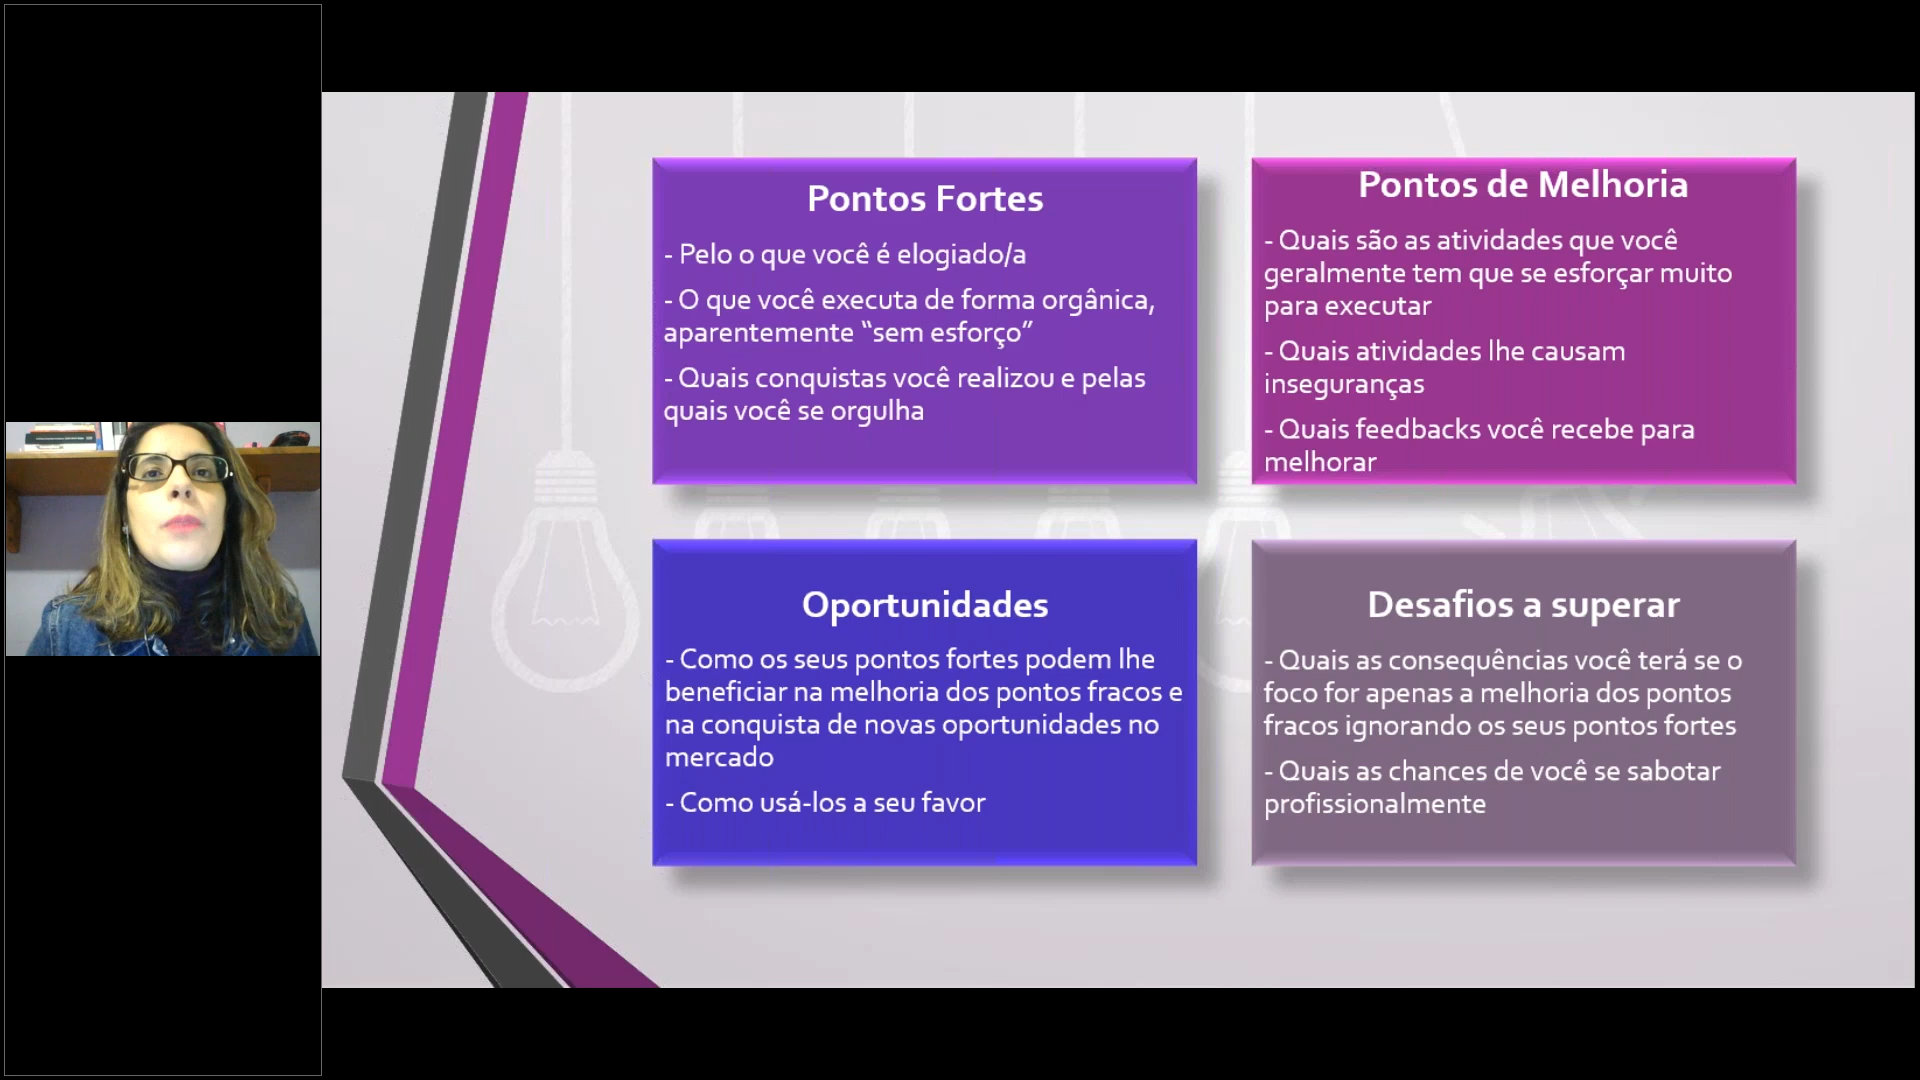 Pontos Fortes
- Pelo o que você é elogiado/a
- O que você executa de forma orgânica,
aparentemente “sem esforço”
- Quais conquistas você realizou e pelas
quais você se orgulha
Pontos de Melhoria
- Quais são as atividades que você
geralmente tem que se esforçar muito
para executar
- Quais atividades lhe causam
inseguranças
- Quais feedbacks você recebe para
melhorar
Oportunidades
- Como os seus pontos fortes podem lhe
beneficiar na melhoria dos pontos fracos e
na conquista de novas oportunidades no
mercado
- Como usá-los a seu favor
Desafios a superar
- Quais as consequências você terá se o
foco for apenas a melhoria dos pontos
fracos ignorando os seus pontos fortes
- Quais as chances de você se sabotar
profissionalmente